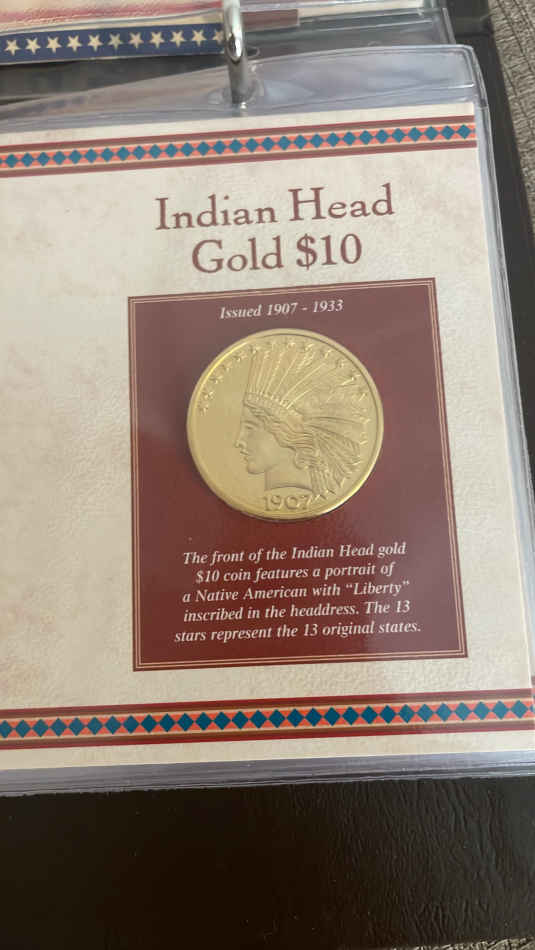 Indian Head
Gold $10
Issued 1907 - 1933
1907
The front of the Indian Head gold
$10 coin features a portrait of
a Native American with “Liberty”
inscribed in the headdress. The 13
stars represent the 13 original states.